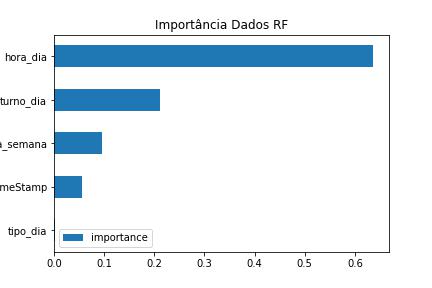 Importância Dados RF
hora_dia
turno_dia
a_semana
meStamp
tipo_dia
importance
0.0 0.1 0.2 0.3 0.4 0.5 0.6